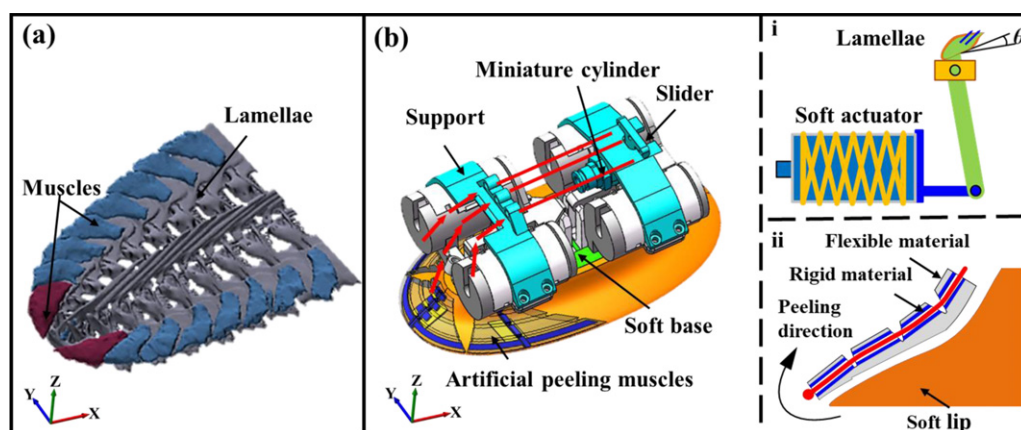 (a)
Lamellae
Muscles
Y
Z
X
(b)
Miniature cylinder
Slider
Support
Soft base
Artificial peeling muscles
Y
Z
X
i
Lamellae
θ
Soft actuator
ii
Flexible material
Rigid material
Peeling
direction
Soft lip